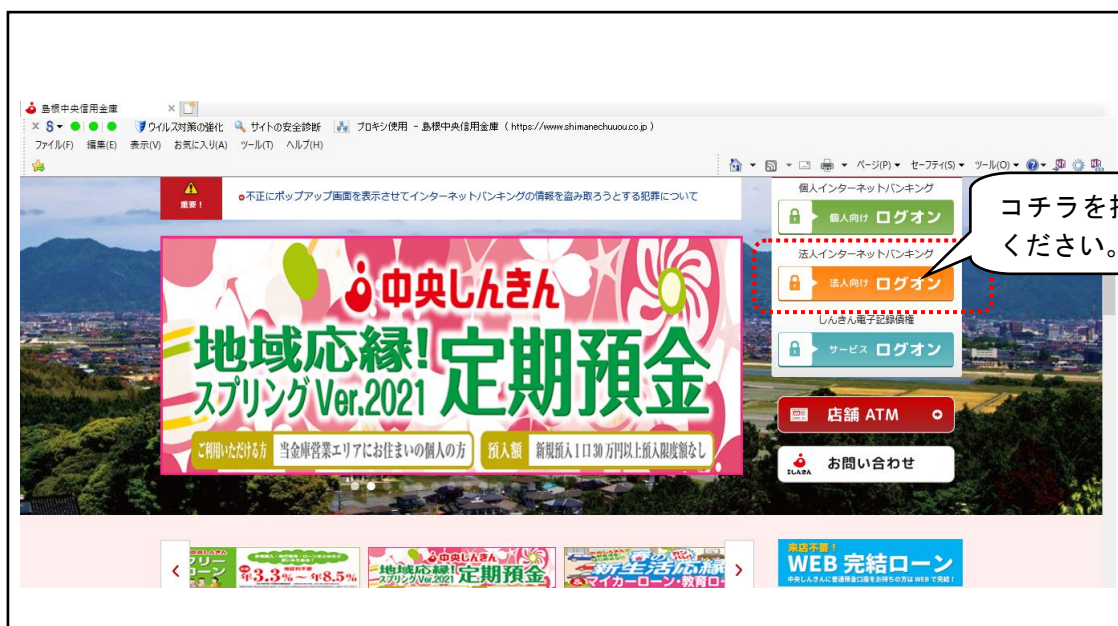 島根中央信用金庫
ウイルス対策の強化 サイトの安全診断 プロキシ使用 - 島根中央信用金庫 ( https://www.shimanechuuou.co.jp )
ファイル(F) 編集(E) 表示(V) お気に入り(A) ツール(T) ヘルプ(H)
ページ(P) セーフティ(S) ツール(O)
重要！
不正にポップアップ画面を表示させてインターネットバンキングの情報を盗み取ろうとする犯罪について
個人インターネットバンキング
個人向け ログオン
法人インターネットバンキング
法人向け ログオン
しんきん電子記録債権
サービス ログオン
コチラを
ください。
中央しんきん
地域応縁!定期預金
スプリングVer.2021
ご利用いただける方 当金庫営業エリアにお住まいの個人の方 預入額 新規預入1口30万円以上預入限度額なし
店舗 ATM
お問い合わせ
フリー
ローン
年3.3%～年8.5%
中央しんきん
地域応縁!定期預金
スプリングVer.2021
春の
新生活応縁
&マイカーローン・教育ロー
来店不要！
WEB 完結ローン
中央しんきんに普通預金口座をお持ちの方は WEB で完結！